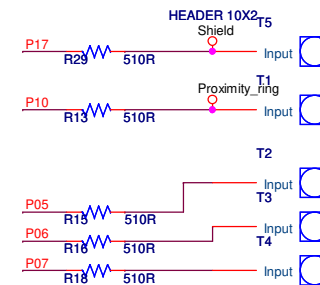 HEADER 10X2
T5
Shield
P17
Input
R29
510R
T1
Proximity_ring
P10
Input
R13
510R
T2
Input
T3
P05
R15
510R
Input
P06
T4
R16
510R
P07
Input
R18
510R